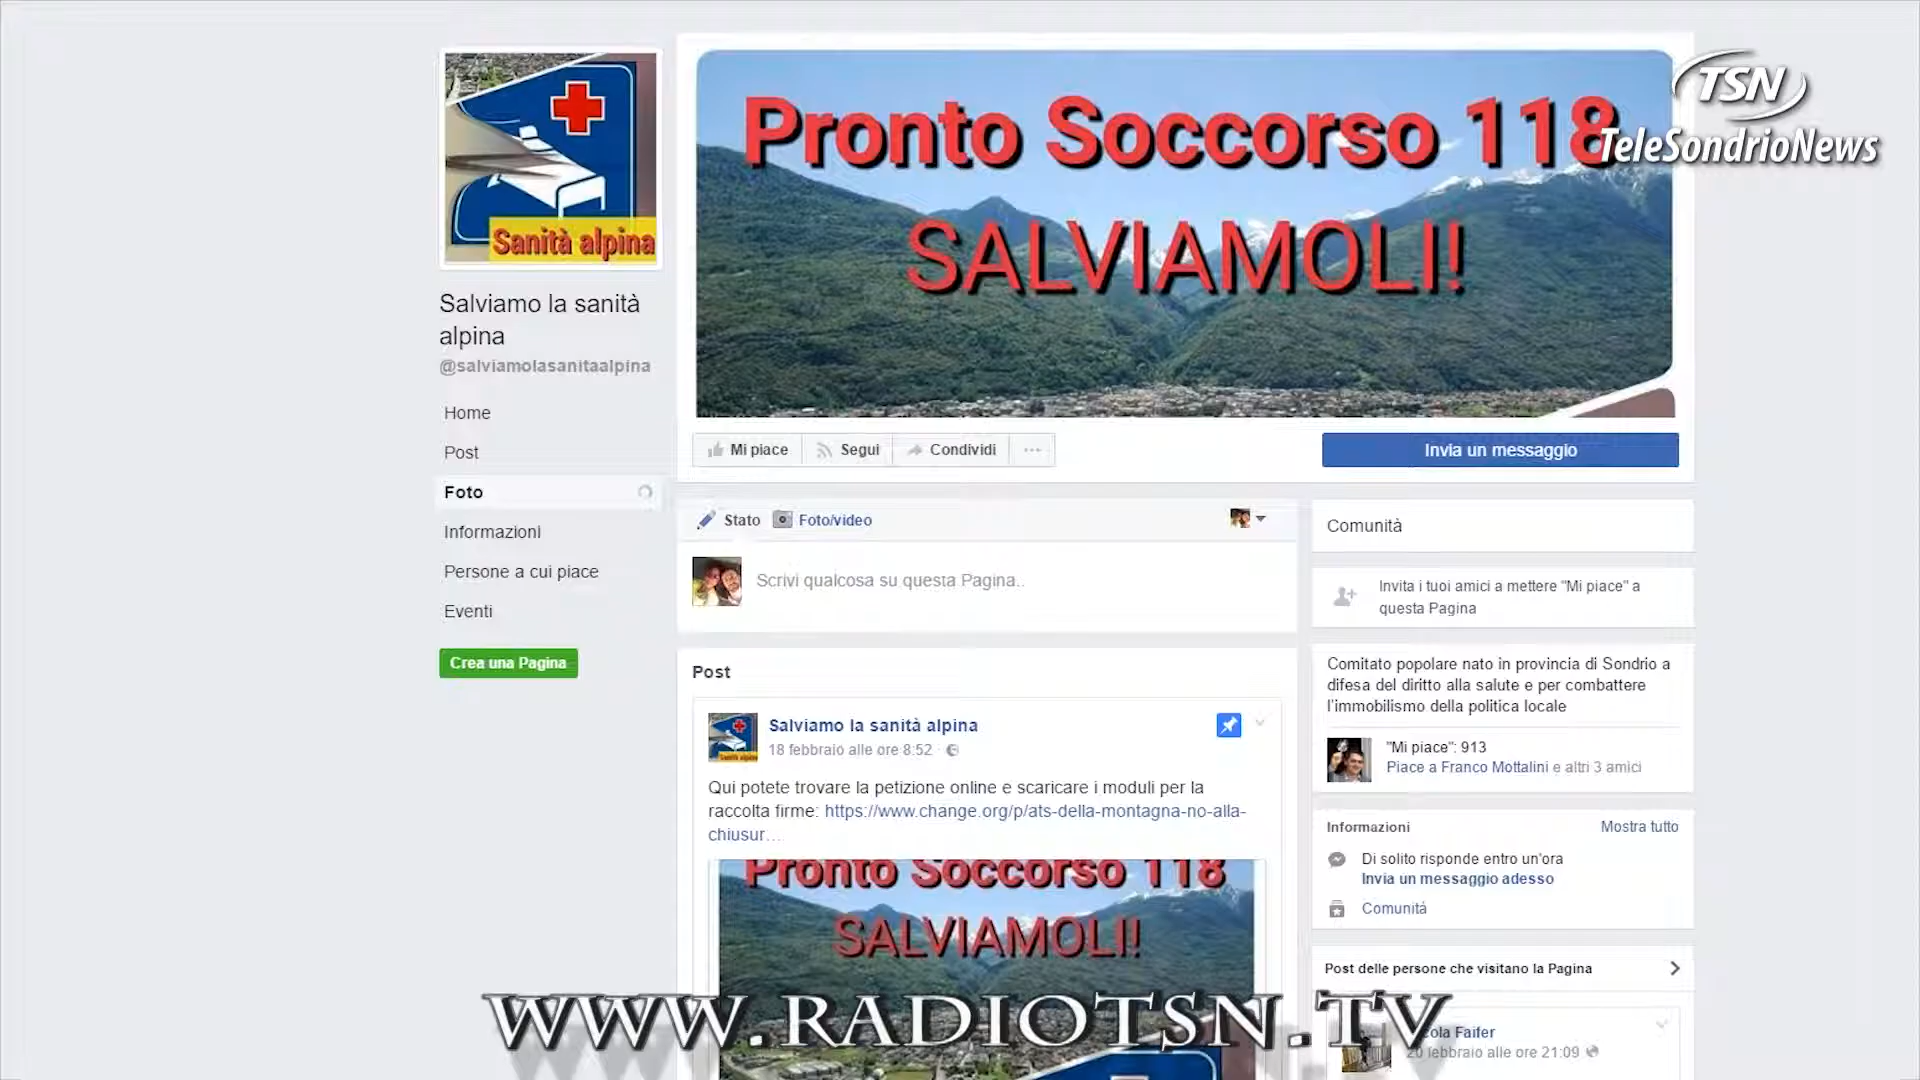 TSN
TeleSondrioNews
Pronto Soccorso 118
SALVIAMOLI!
Sanità alpina
Salviamo la sanità
alpina
@salviamolasanitaalpina
Home
Post
Foto
Informazioni
Persone a cui piace
Eventi
Crea una Pagina
Mi piace
Segui
Condividi
Invia un messaggio
Stato
Foto/video
Scrivi qualcosa su questa Pagina..
Post
Salviamo la sanità alpina
18 febbraio alle ore 8:52
Qui potete trovare la petizione online e scaricare i moduli per la
raccolta firme: https://www.change.org/p/ats-della-montagna-no-alla-
chiusur…
Pronto Soccorso 118
SALVIAMOLI!
Comunità
Invita i tuoi amici a mettere "Mi piace" a
questa Pagina
Comitato popolare nato in provincia di Sondrio a
difesa del diritto alla salute e per combattere
l'immobilismo della politica locale
"Mi piace": 913
Piace a Franco Mottalini e altri 3 amici
Informazioni
Mostra tutto
Di solito risponde entro un'ora
Invia un messaggio adesso
Comunità
Post delle persone che visitano la Pagina
Faifer
20 febbraio alle ore 21:09
WWW.RADIOTSN.TV